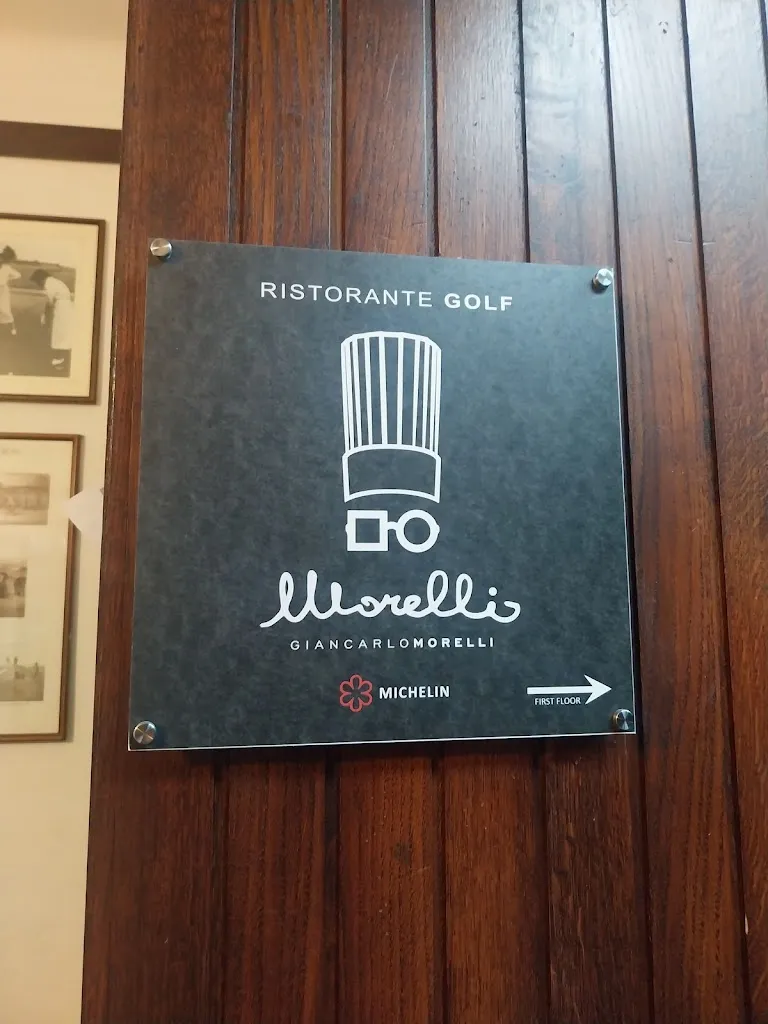 RISTORANTE GOLF
Morelli
GIANCARLOMORELLI
MICHELIN
FIRST FLOOR